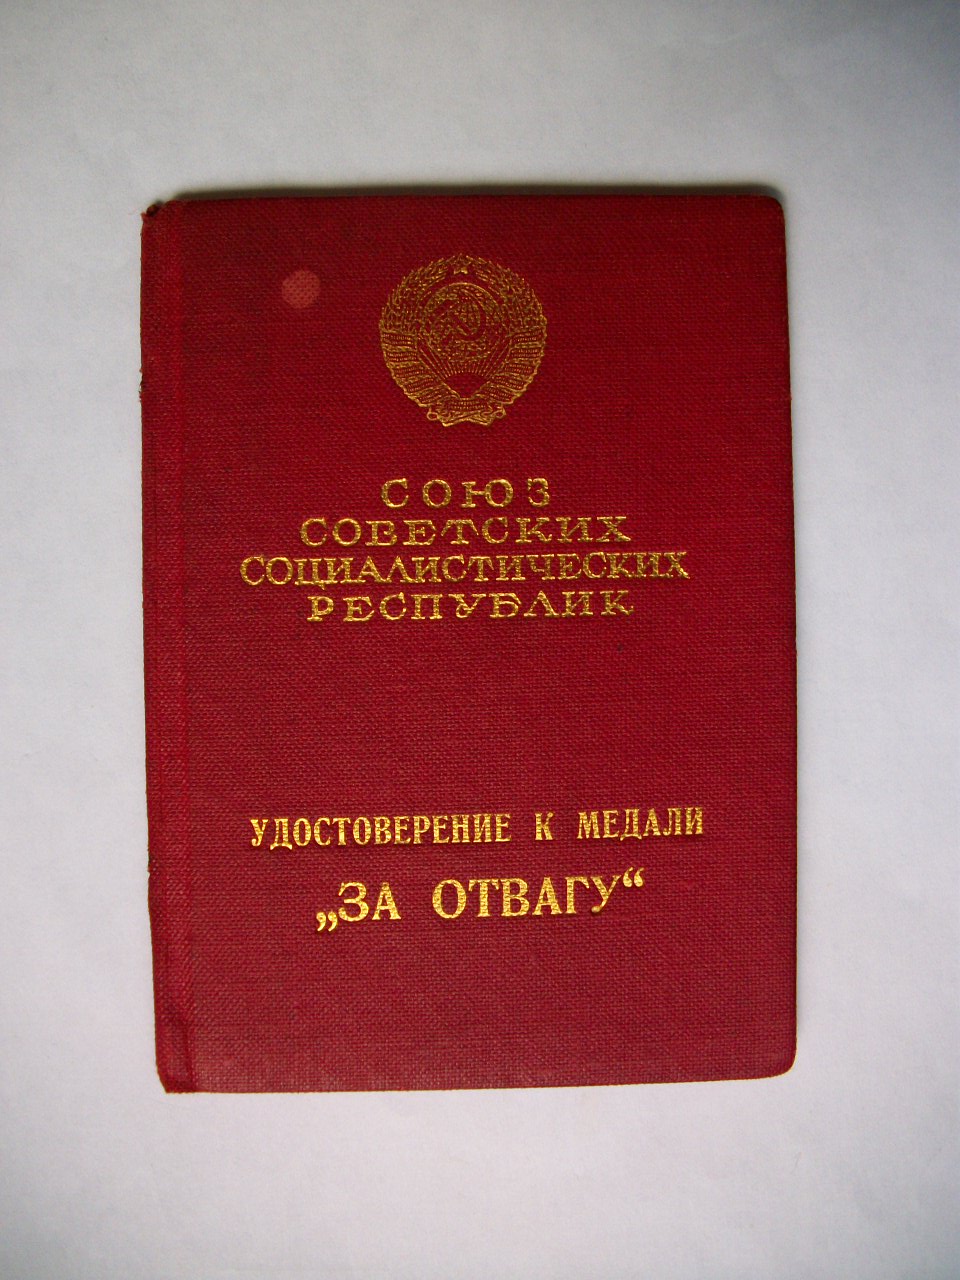 СОЮЗ
СОВЕТСКИХ
СОЦИАЛИСТИЧЕСКИХ
РЕСПУБЛИК
УДОСТОВЕРЕНИЕ К МЕДАЛИ
„ЗА ОТВАГУ“